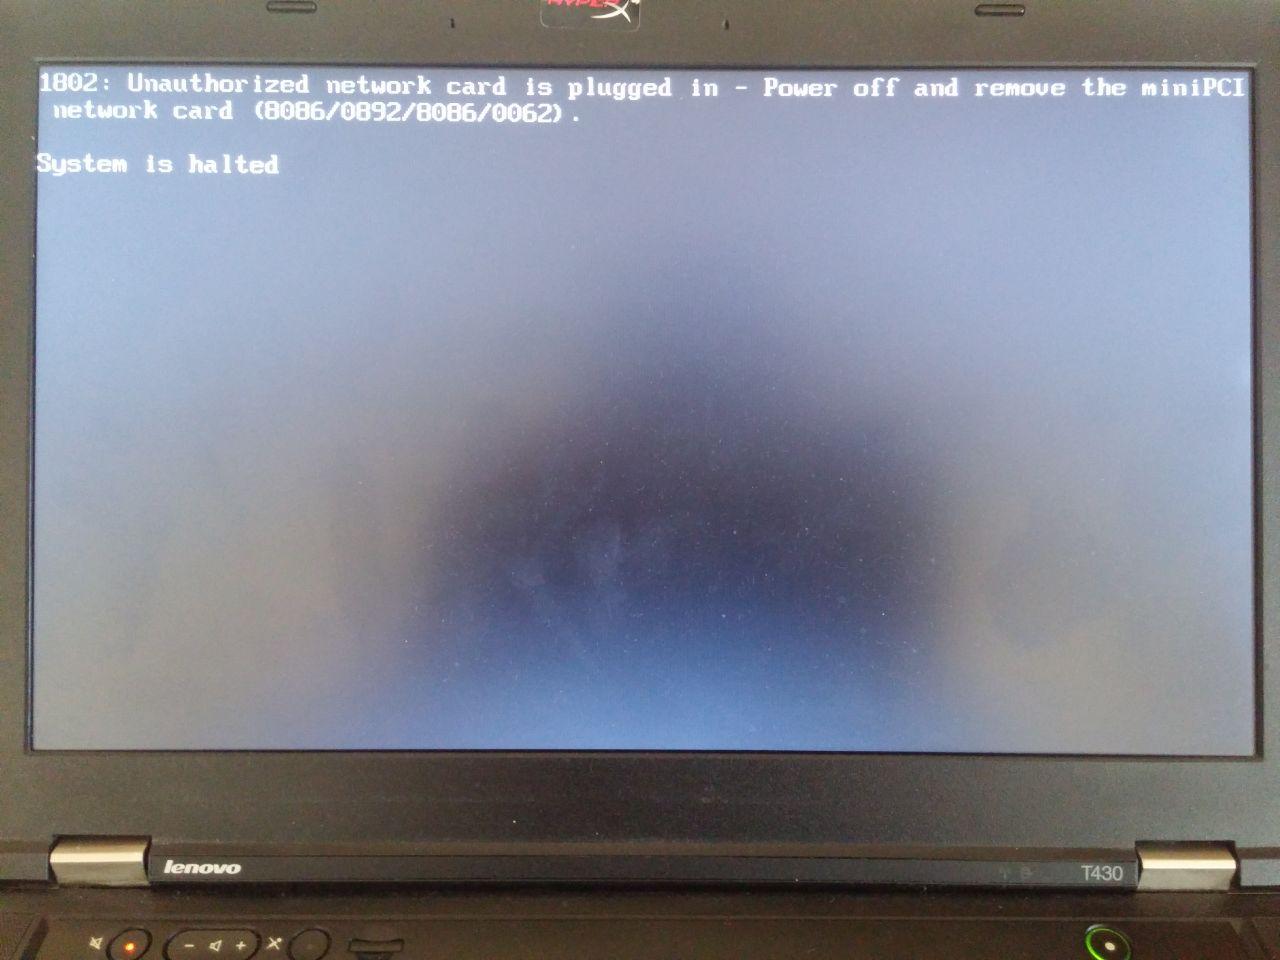 HYPERX
1802: Unauthorized network card is plugged in - Power off and remove the miniPCI
network card (8086/0892/8086/0062).
System is halted
lenovo
T430